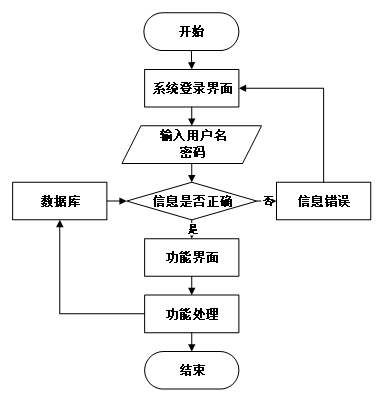 开始
系统登录界面
输入用户名
密码
数据库
信息是否正确
否
信息错误
是
功能界面
功能处理
结束